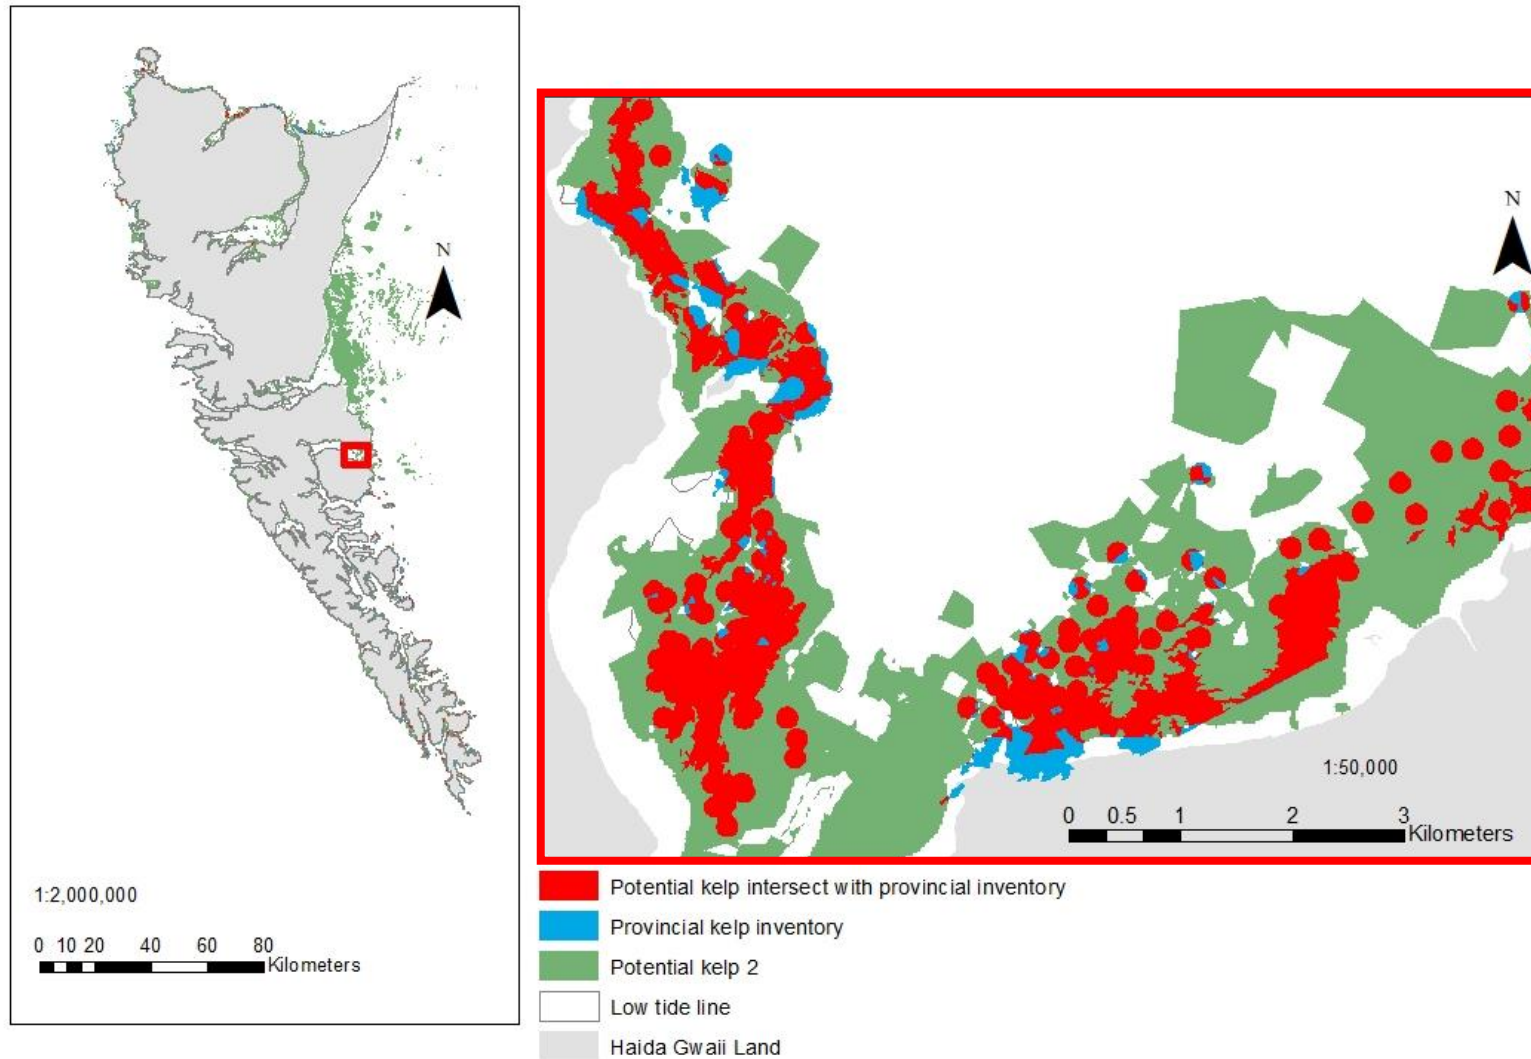 N
1:2,000,000
0 10 20 40 60 80
Kilometers
N
1:50,000
0 0.5 1 2 3
Kilometers
Potential kelp intersect with provincial inventory
Provincial kelp inventory
Potential kelp 2
Low tide line
Haida Gwaii Land